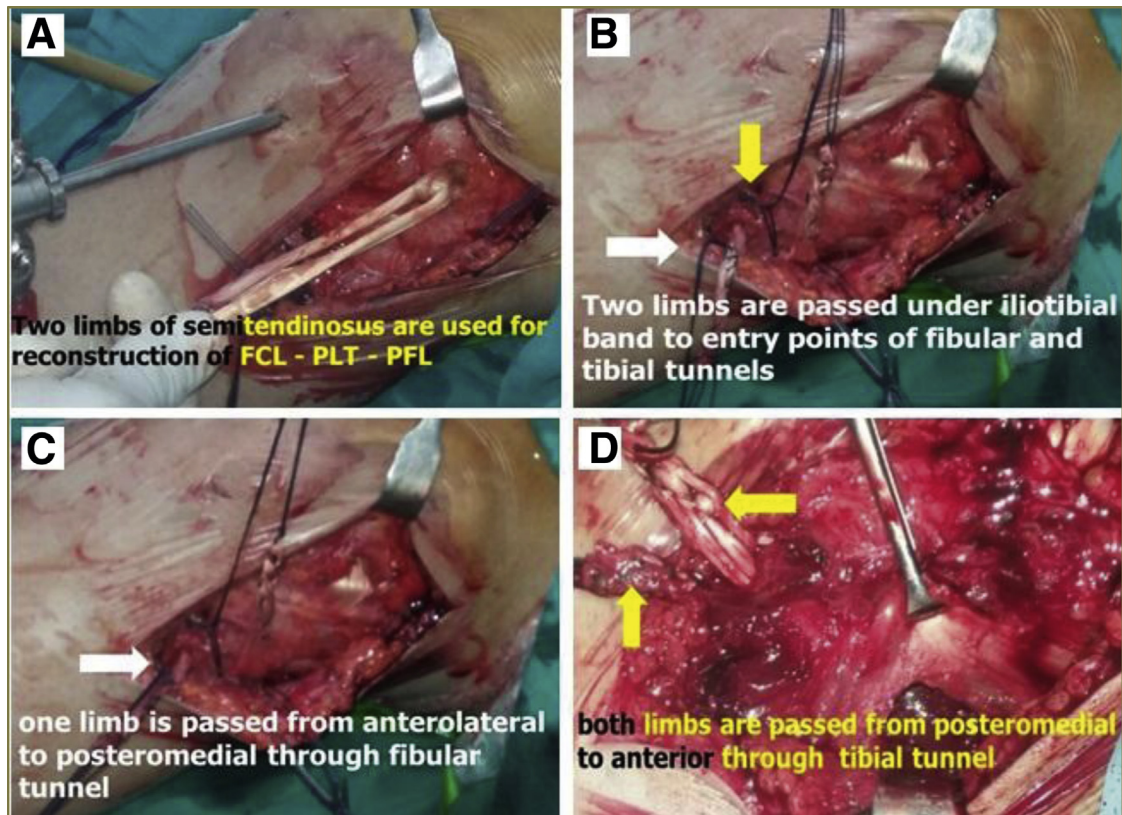 A
Two limbs of semitendinosus are used for
reconstruction of FCL - PLT - PFL
B
Two limbs are passed under iliotibial
band to entry points of fibular and
tibial tunnels
C
one limb is passed from anterolateral
to posteromedial through fibular
tunnel
D
both limbs are passed from posteromedial
to anterior through tibial tunnel